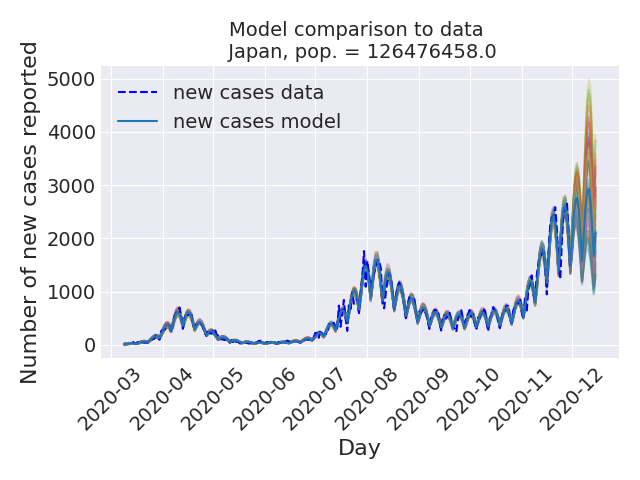 Model comparison to data
Japan, pop. = 126476458.0
Number of new cases reported
5000
4000
3000
2000
1000
0
new cases data
new cases model
2020-03
2020-04
2020-05
2020-06
2020-07
2020-08
2020-09
2020-10
2020-11
2020-12
Day